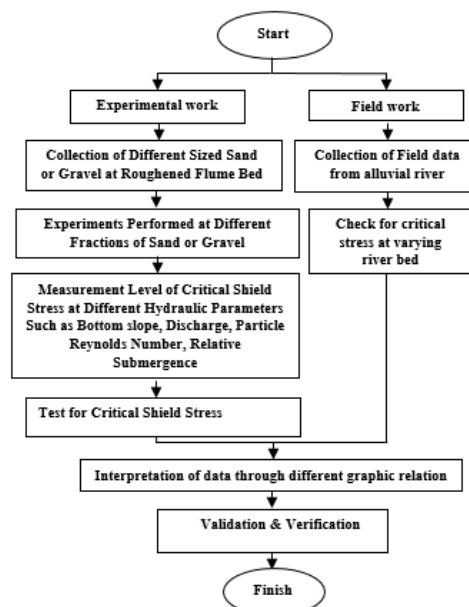 Start
Experimental work
Field work
Collection of Different Sized Sand
or Gravel at Roughened Flume Bed
Collection of Field data
from alluvial river
Experiments Performed at Different
Fractions of Sand or Gravel
Check for critical
stress at varying
river bed
Measurement Level of Critical Shield
Stress at Different Hydraulic Parameters
Such as Bottom slope, Discharge, Particle
Reynolds Number, Relative
Submergence
Test for Critical Shield Stress
Interpretation of data through different graphic relation
Validation & Verification
Finish